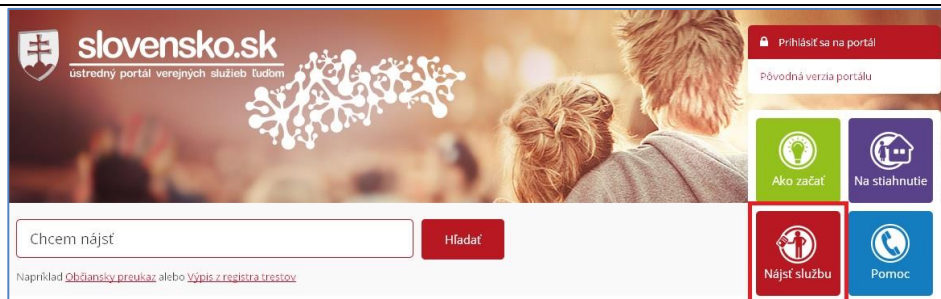 slovensko.sk
ústredný portál verejných služieb ľuďom
Prihlásiť sa na portál
Pôvodná verzia portálu
Ako začať
Na stiahnutie
Chcem nájsť
Hľadať
Napríklad Občiansky preukaz alebo Výpis z registra trestov
Nájsť službu
Pomoc